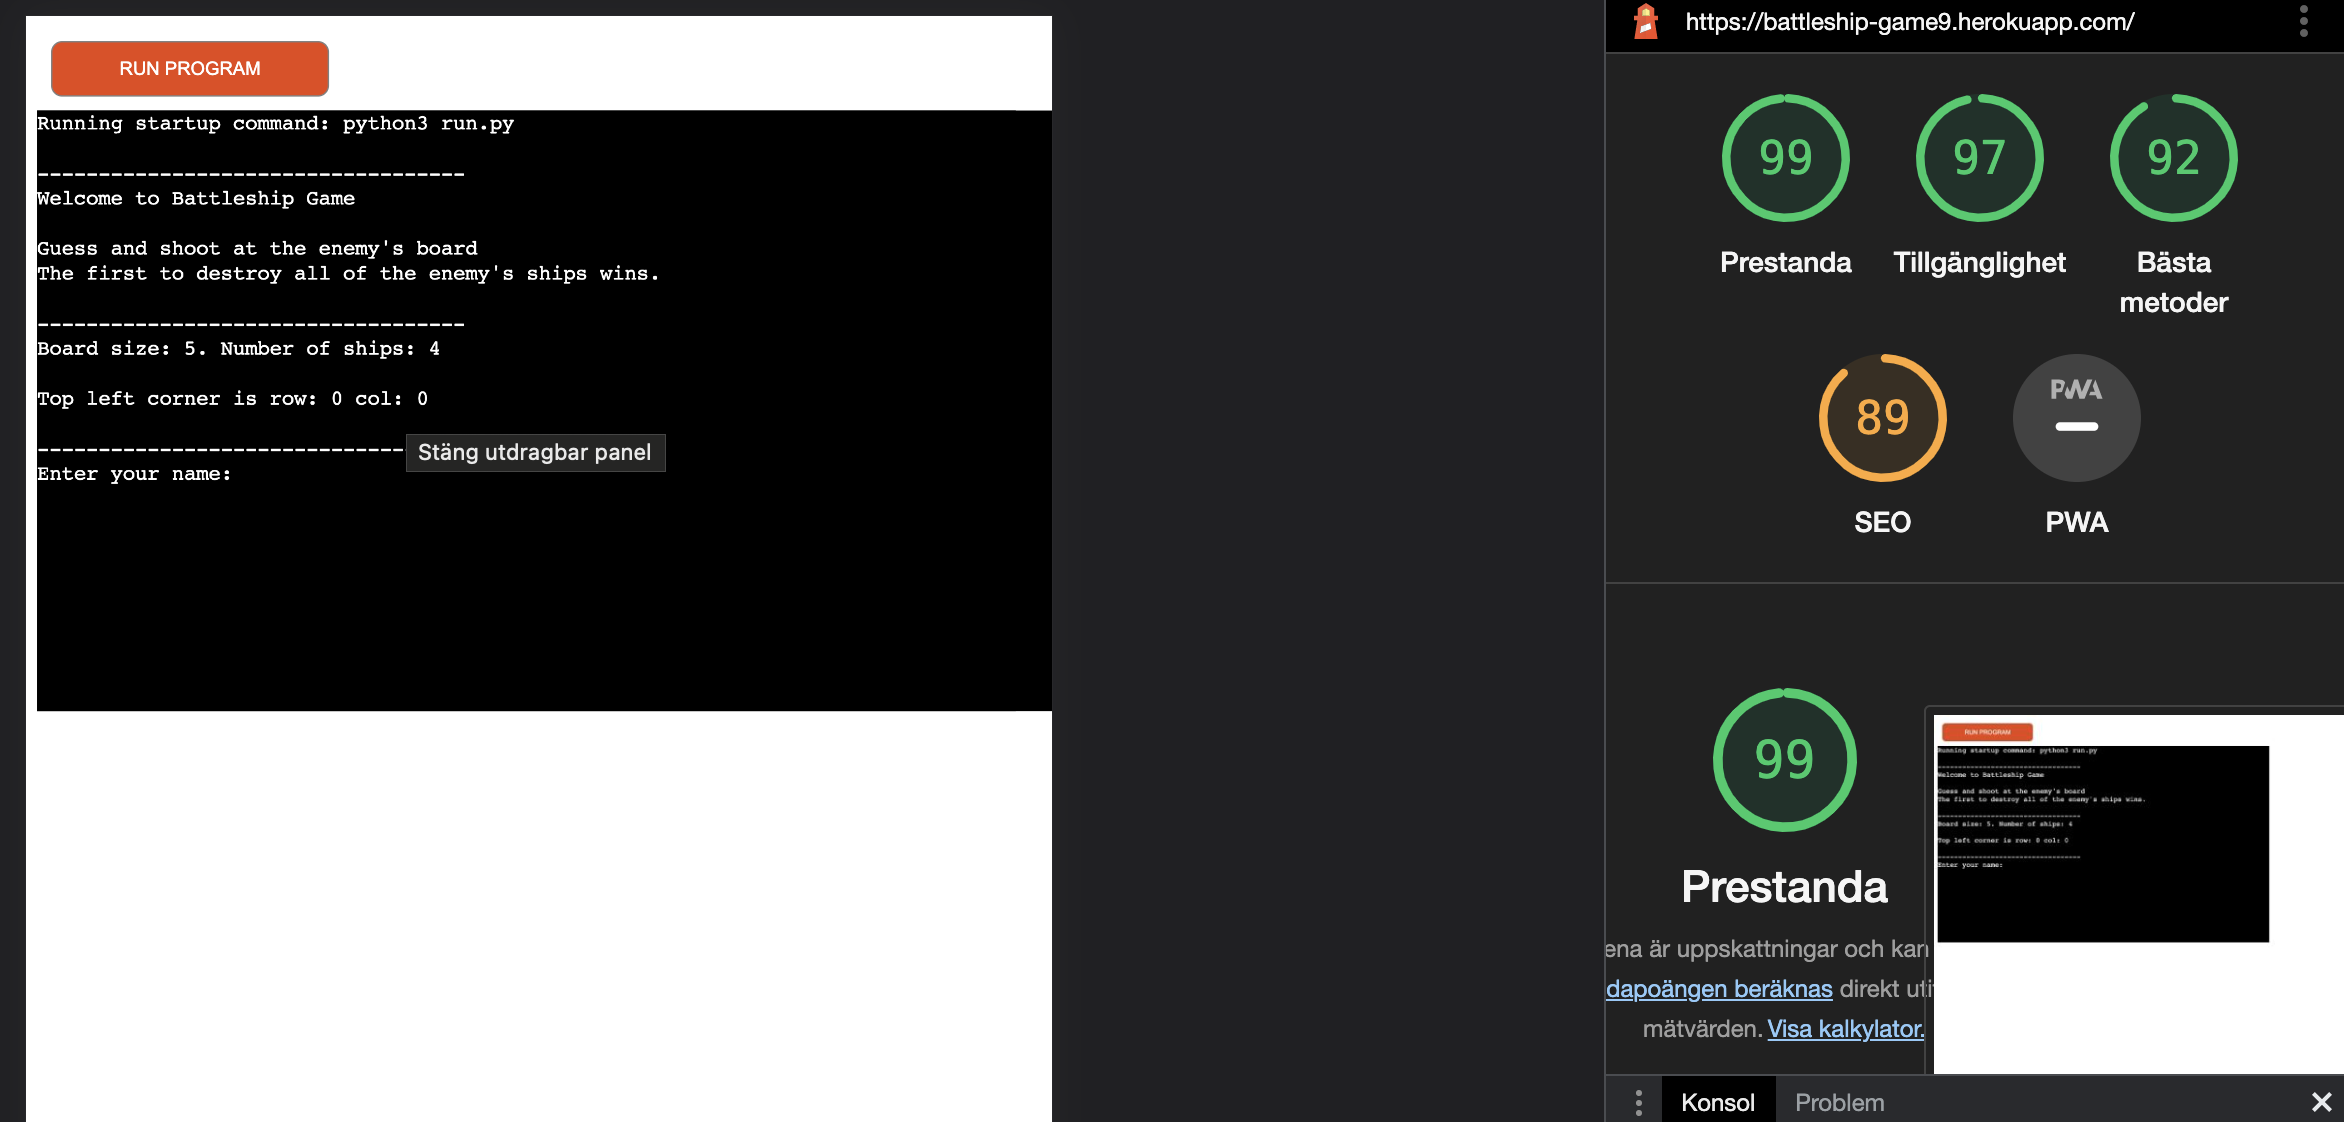 RUN PROGRAM
Running startup command: python3 run.py
-----------------------------------
Welcome to Battleship Game
Guess and shoot at the enemy's board
The first to destroy all of the enemy's ships wins.
-----------------------------------
Board size: 5. Number of ships: 4
Top left corner is row: 0 col: 0
------------------------------
Stäng utdragbar panel
Enter your name:
https://battleship-game9.herokuapp.com/
99
97
92
Prestanda
Tillgänglighet
Bästa
metoder
89
PWA
SEO
PWA
99
Prestanda
ena är uppskattningar och kan
dapoängen beräknas direkt uti
mätvärden. Visa kalkylator.
RUN PROGRAM
Running startup command: python3 run.py
-----------------------------------
Welcome to Battleship Game
Guess and shoot at the enemy's board
The first to destroy all of the enemy's ships wins.
-----------------------------------
Board size: 5. Number of ships: 4
Top left corner is row: 0 col: 0
-----------------------------------
Enter your name:
Konsol
Problem